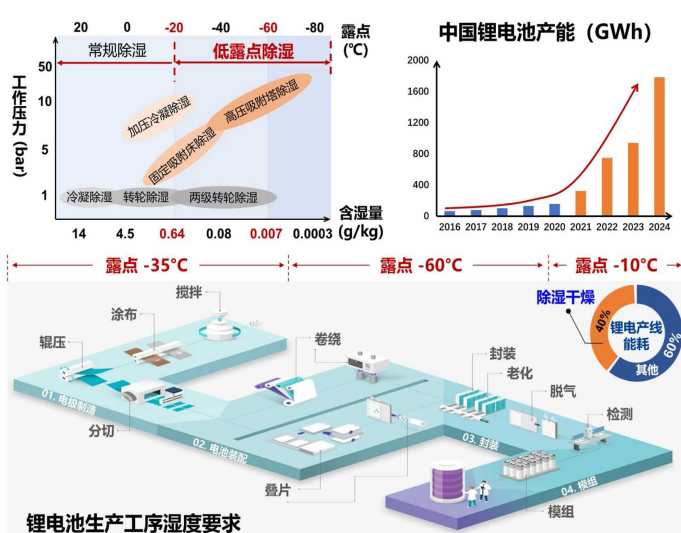 20 0 -20 -40 -60 -80 露点
(℃)
常规除湿 低露点除湿
50
10
5
1
工作压力 (bar)
加压冷凝除湿
高压吸附塔除湿
固定吸附床除湿
冷凝除湿 转轮除湿 两级转轮除湿
含湿量
(g/kg)
14 4.5 0.64 0.08 0.007 0.0003
中国锂电池产能（GWh）
2000
1600
1200
800
400
0
2016 2017 2018 2019 2020 2021 2022 2023 2024
露点 -35°C 露点 -60°C 露点 -10°C
搅拌
涂布
辊压
分切
01. 电极制造
卷绕
叠片
02. 电池装配
封装
老化
脱气
检测
03. 封装
模组
04. 模组
除湿干燥
40%
锂电产线
能耗
60%
其他
锂电池生产工序湿度要求